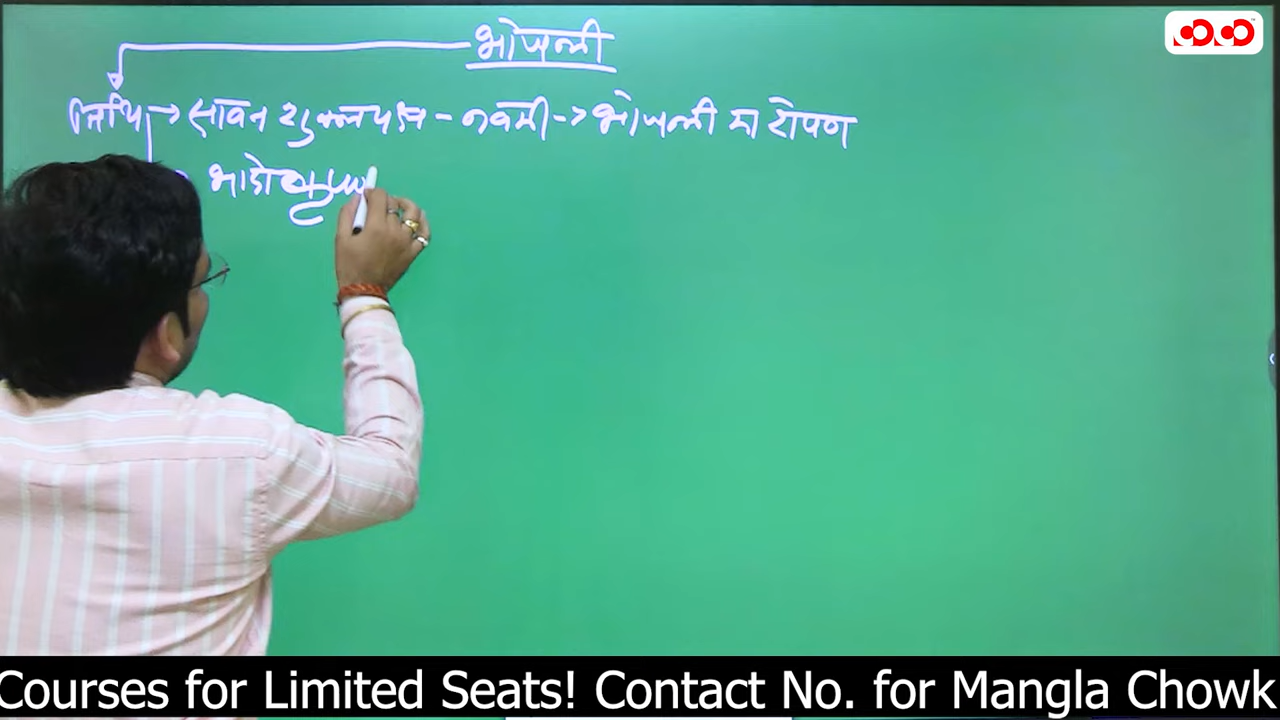 भोजली
तिथि → सावन शुक्लपक्ष - नवमी -> भोजली का रोपण
भादो कृष्ण
Courses for Limited Seats! Contact No. for Mangla Chowk